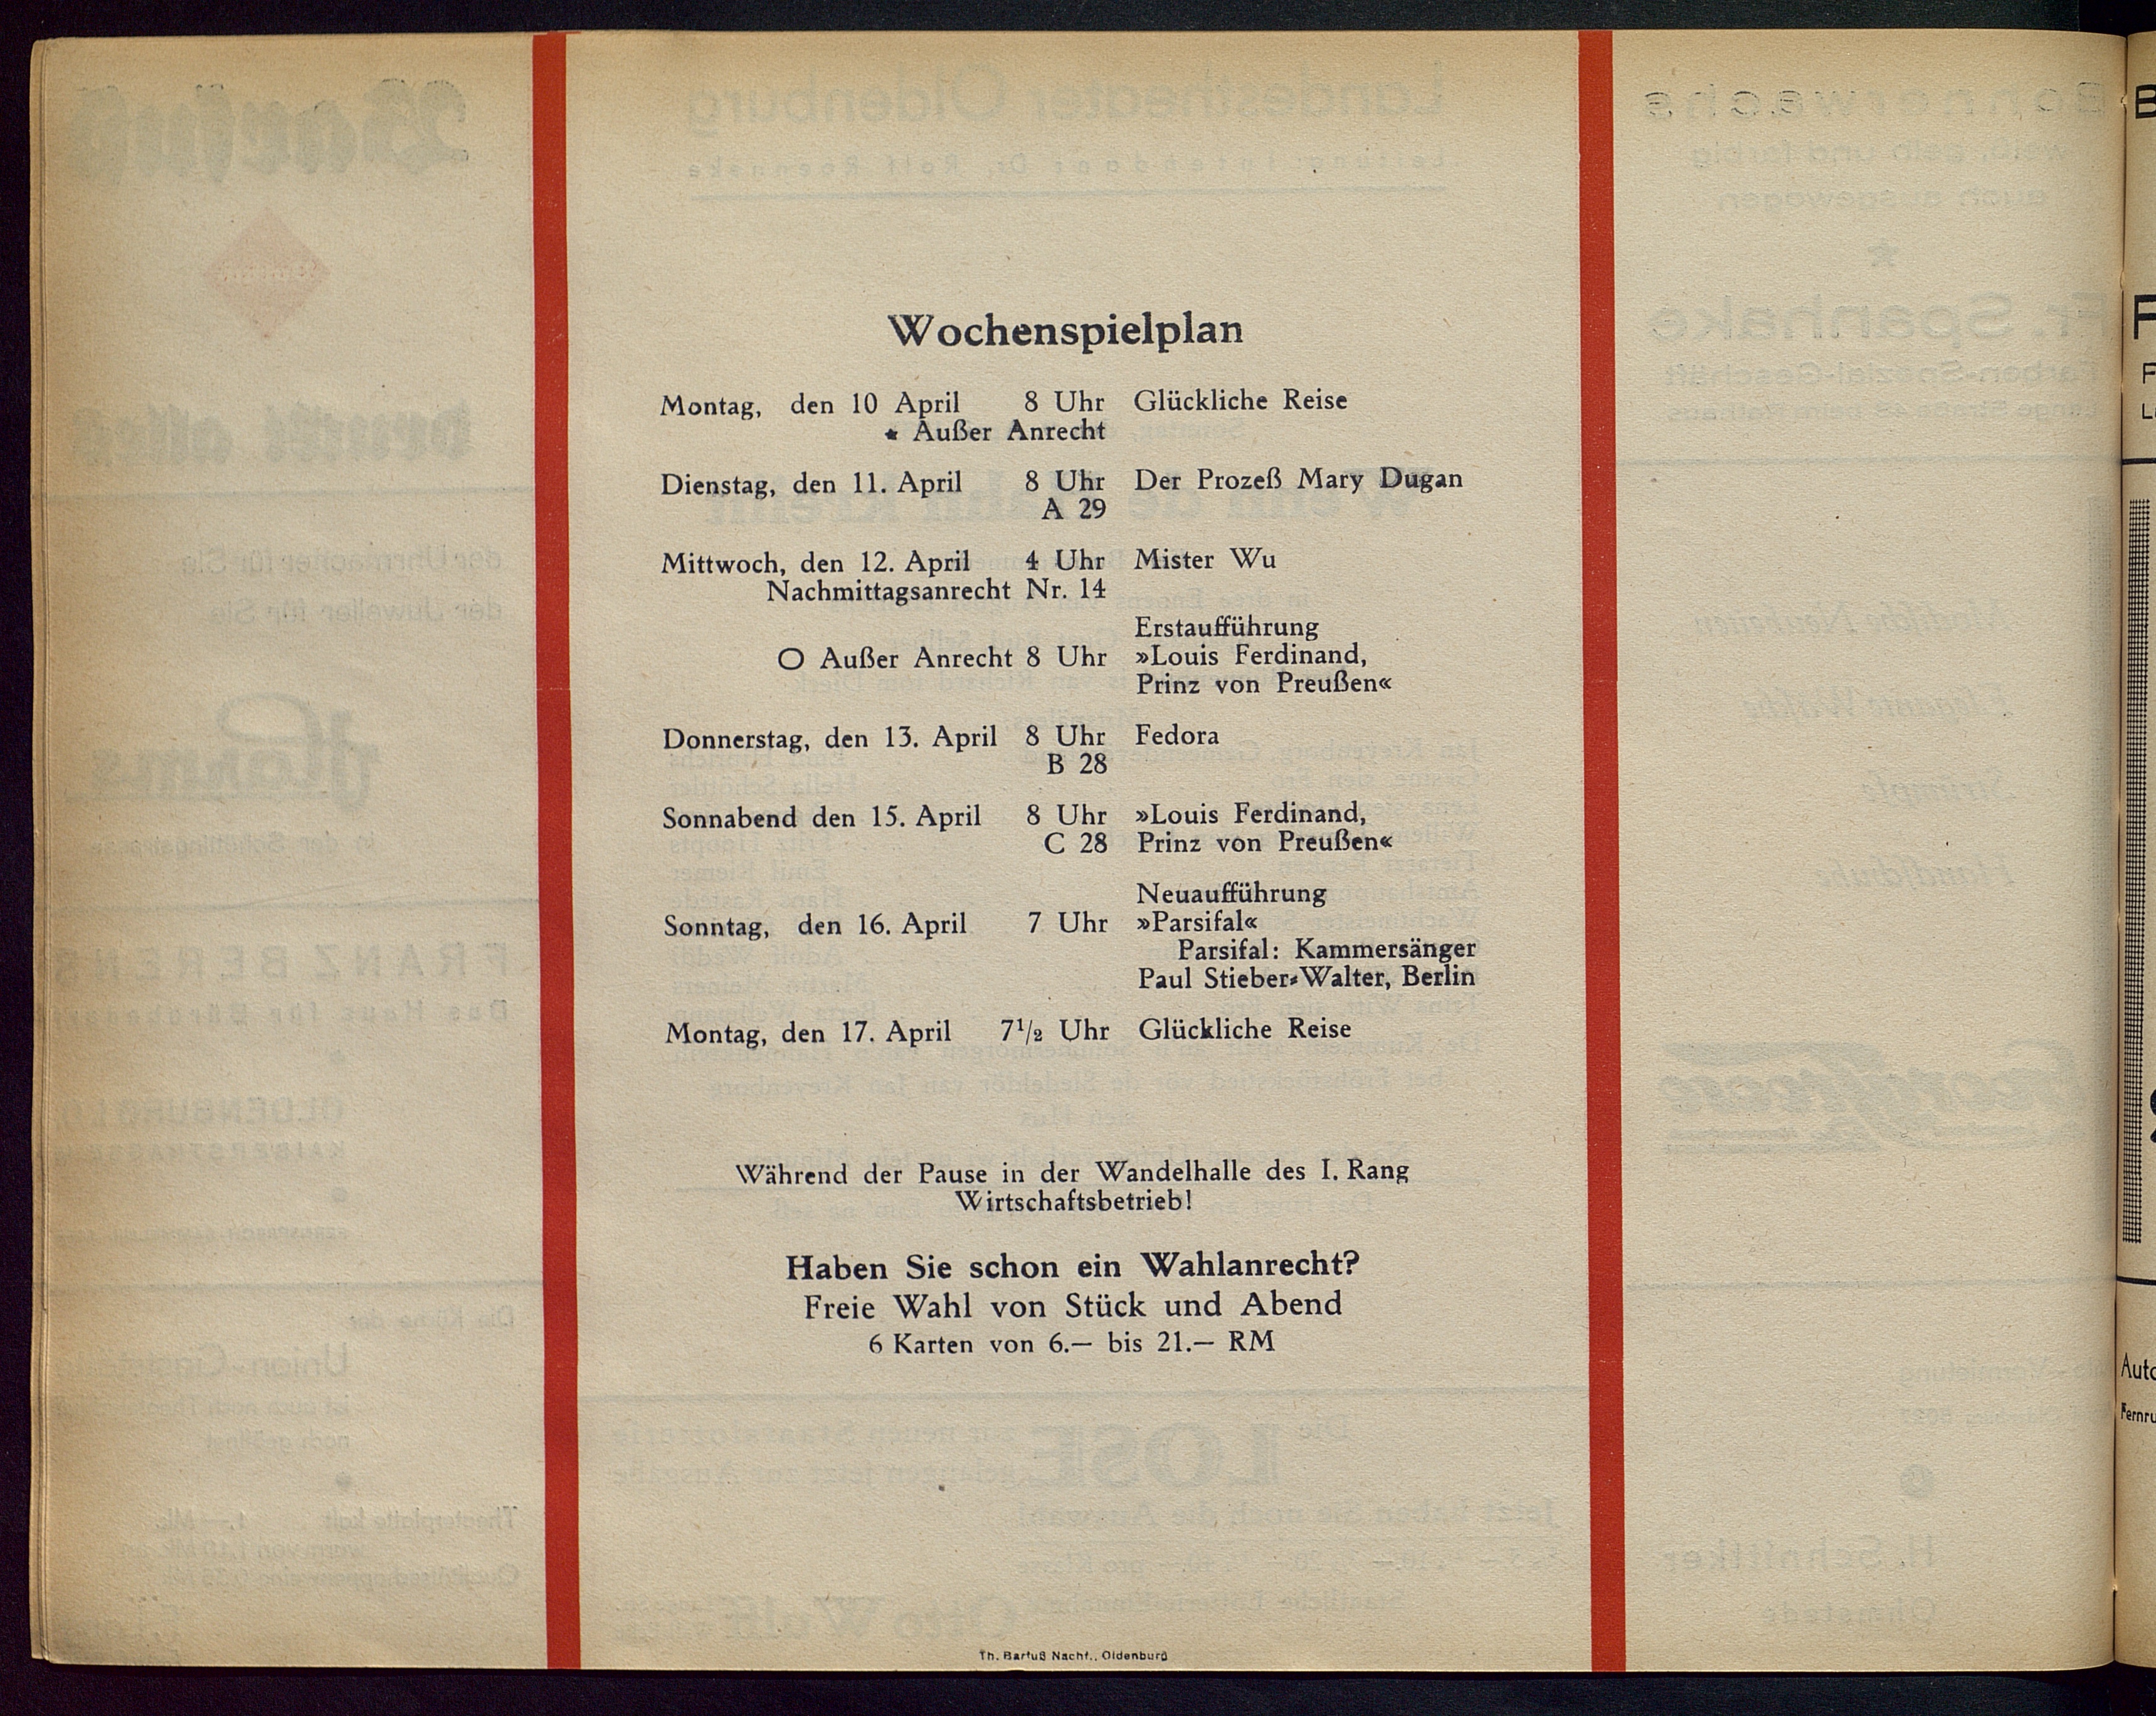 Wochenspielplan
Montag, den 10 April 8 Uhr Glückliche Reise
* Außer Anrecht
Dienstag, den 11. April 8 Uhr Der Prozeß Mary Dugan
A 29
Mittwoch, den 12. April 4 Uhr Mister Wu
Nachmittagsanrecht Nr. 14
Erstaufführung
O Außer Anrecht 8 Uhr »Louis Ferdinand,
Prinz von Preußen«
Donnerstag, den 13. April 8 Uhr Fedora
B 28
Sonnabend den 15. April 8 Uhr »Louis Ferdinand,
C 28 Prinz von Preußen«
Neuaufführung
Sonntag, den 16. April 7 Uhr »Parsifal«
Parsifal: Kammersänger
Paul Stieber-Walter, Berlin
Montag, den 17. April 7½ Uhr Glückliche Reise
Während der Pause in der Wandelhalle des I. Rang
Wirtschaftsbetrieb!
Haben Sie schon ein Wahlanrecht?
Freie Wahl von Stück und Abend
6 Karten von 6.— bis 21.— RM
Th. Bartuß Nachf., Oldenburg